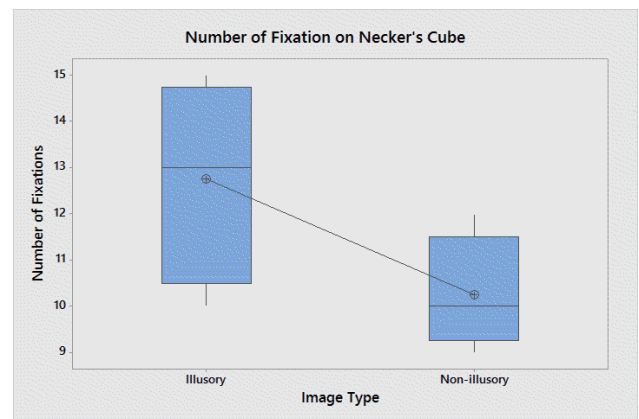 Number of Fixation on Necker's Cube
15
14
13
12
11
10
9
Number of Fixations
Illusory
Non-illusory
Image Type